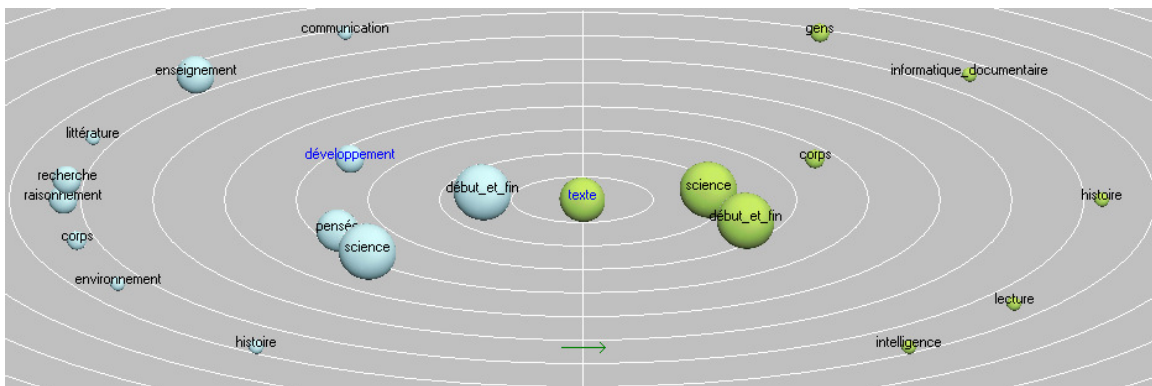 communication
gens
enseignement
informatique_documentaire
littérature
développement
corps
recherche
science
début_et_fin
texte
raisonnement
histoire
début_et_fin
pensée
corps
science
environnement
lecture
histoire
intelligence